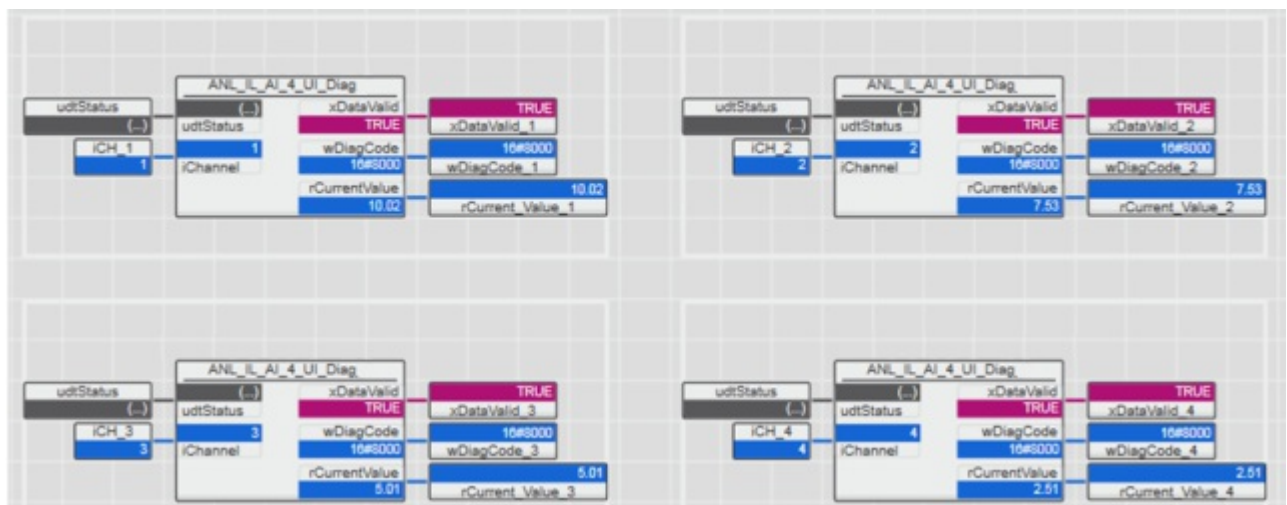 ANL_IL_AI_4_UI_Diag
udtStatus (...) xDataValid TRUE
(...) udtStatus TRUE xDataValid_1
iCH_1 1 wDiagCode 16#8000
1 iChannel 16#8000 wDiagCode_1
rCurrentValue 10.02
10.02 rCurrent_Value_1
ANL_IL_AI_4_UI_Diag
udtStatus (...) xDataValid TRUE
(...) udtStatus TRUE xDataValid_2
iCH_2 2 wDiagCode 16#8000
2 iChannel 16#8000 wDiagCode_2
rCurrentValue 7.53
7.53 rCurrent_Value_2
ANL_IL_AI_4_UI_Diag
udtStatus (...) xDataValid TRUE
(...) udtStatus TRUE xDataValid_3
iCH_3 3 wDiagCode 16#8000
3 iChannel 16#8000 wDiagCode_3
rCurrentValue 5.01
5.01 rCurrent_Value_3
ANL_IL_AI_4_UI_Diag
udtStatus (...) xDataValid TRUE
(...) udtStatus TRUE xDataValid_4
iCH_4 4 wDiagCode 16#8000
4 iChannel 16#8000 wDiagCode_4
rCurrentValue 2.51
2.51 rCurrent_Value_4